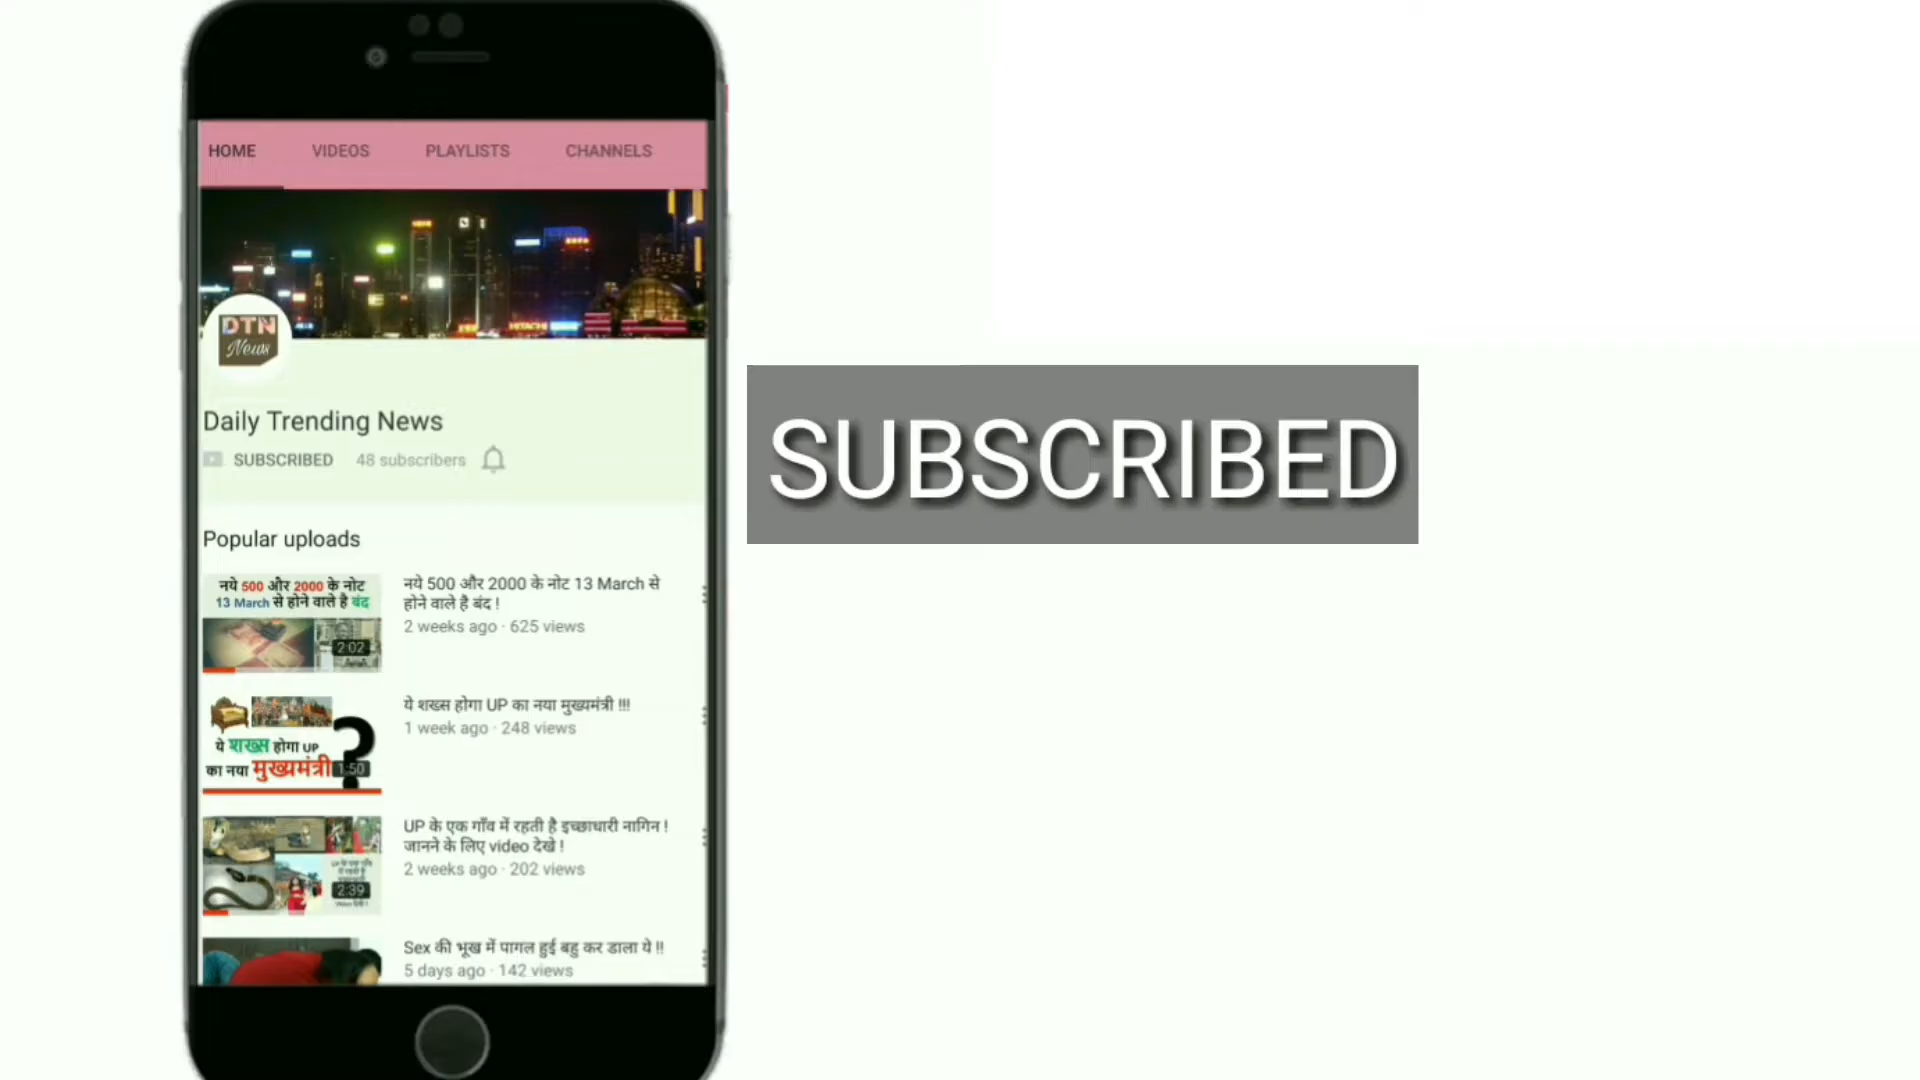 HOME VIDEOS PLAYLISTS CHANNELS
HITACHI
DTN
News
Daily Trending News
SUBSCRIBED 48 subscribers
SUBSCRIBED
Popular uploads
नये 500 और 2000 के नोट
13 March से होने वाले है बंद
2:02
नये 500 और 2000 के नोट 13 March से
होने वाले है बंद !
2 weeks ago · 625 views
ये शख्स होगा UP
का नया मुख्यमंत्री
?
1:50
ये शख्स होगा UP का नया मुख्यमंत्री !!!
1 week ago · 248 views
2:39
UP के एक गाँव में रहती है इच्छाधारी नागिन !
जानने के लिए video देखे !
2 weeks ago · 202 views
Sex की भूख में पागल हुई बहु कर डाला ये !!
5 days ago · 142 views